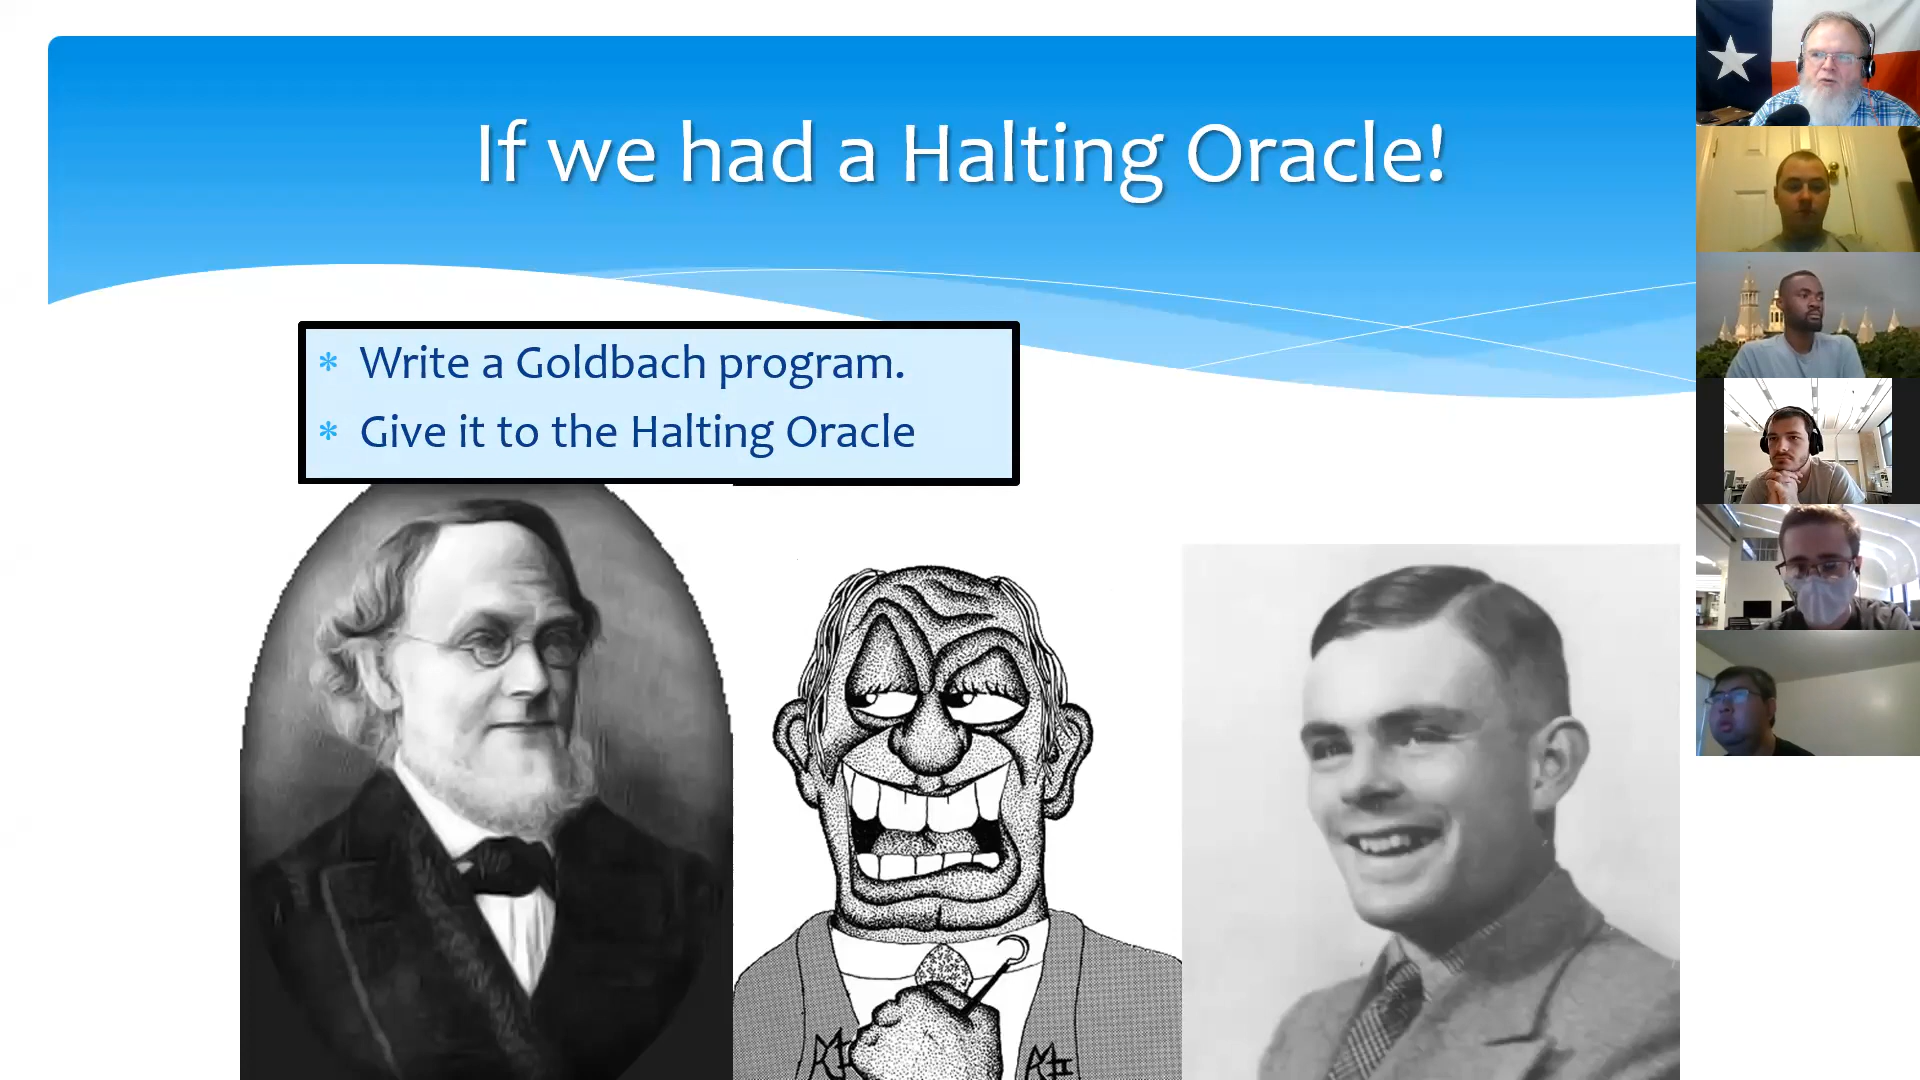 If we had a Halting Oracle!
* Write a Goldbach program.
* Give it to the Halting Oracle